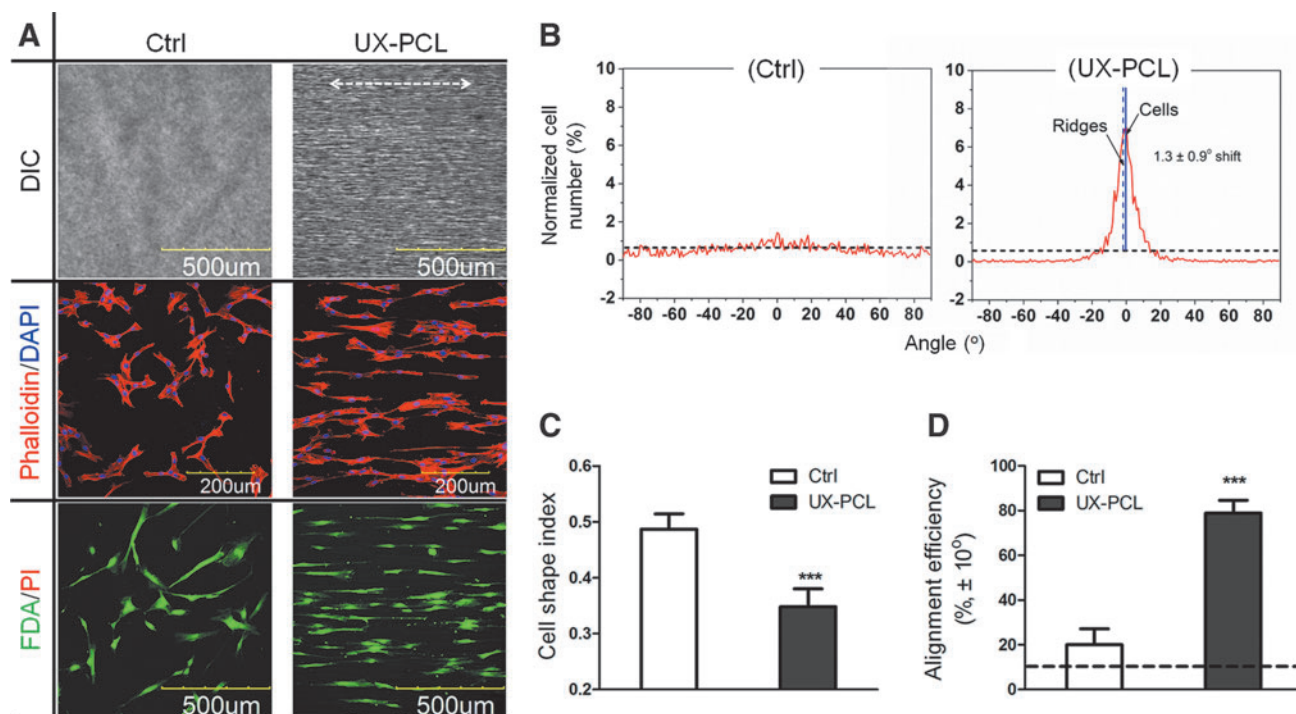 A
Ctrl
UX-PCL
DIC
500um
500um
Phalloidin/DAPI
200um
200um
FDA/PI
500um
500um
B
(Ctrl)
(UX-PCL)
Normalized cell
number (%)
10
8
6
4
2
0
-2
-80 -60 -40 -20 0 20 40 60 80
10
8
6
4
2
0
-2
Ridges
Cells
1.3 ± 0.9° shift
-80 -60 -40 -20 0 20 40 60 80
Angle (°)
C
Cell shape index
0.6
0.5
0.4
0.3
0.2
Ctrl
UX-PCL
***
D
Alignment efficiency
(%, ± 10°)
100
80
60
40
20
0
Ctrl
UX-PCL
***